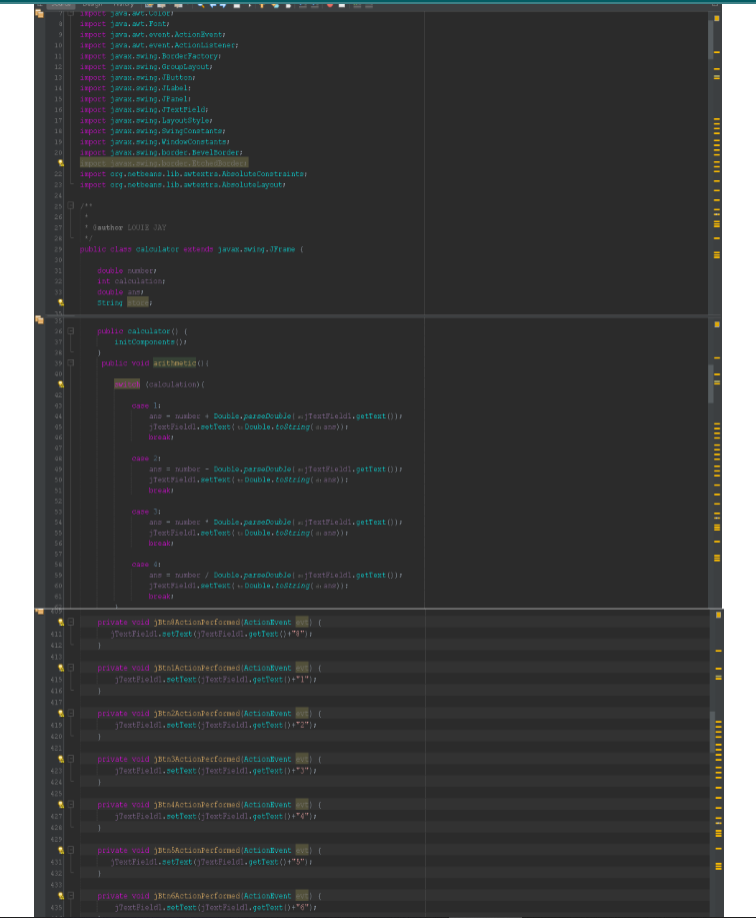 import java.awt.Color;
8 import java.awt.Font;
9 import java.awt.event.ActionEvent;
10 import java.awt.event.ActionListener;
11 import javax.swing.BorderFactory;
12 import javax.swing.GroupLayout;
13 import javax.swing.JButton;
14 import javax.swing.JLabel;
15 import javax.swing.JPanel;
16 import javax.swing.JTextField;
17 import javax.swing.LayoutStyle;
18 import javax.swing.SwingConstants;
19 import javax.swing.WindowConstants;
20 import javax.swing.border.BevelBorder;
import javax.swing.border.EtchedBorder;
22 import org.netbeans.lib.awtextra.AbsoluteConstraints;
23 import org.netbeans.lib.awtextra.AbsoluteLayout;
24
25 /**
26 *
27 * @author LOUIE JAY
28 */
29 public class calculator extends javax.swing.JFrame {
30
31 double number;
32 int calculation;
33 double ans;
String store;
35
35
36 public calculator() {
37 initComponents();
38 }
39 public void arithmetic(){
40
switch (calculation){
42
43 case 1:
44 ans = number + Double.parseDouble( jTextField1.getText());
45 jTextField1.setText( Double.toString( ans));
46 break;
47
48 case 2:
49 ans = number - Double.parseDouble( jTextField1.getText());
50 jTextField1.setText( Double.toString( ans));
51 break;
52
53 case 3:
54 ans = number * Double.parseDouble( jTextField1.getText());
55 jTextField1.setText( Double.toString( ans));
56 break;
57
58 case 4:
59 ans = number / Double.parseDouble( jTextField1.getText());
60 jTextField1.setText( Double.toString( ans));
61 break;
409
private void jBtn0ActionPerformed(ActionEvent evt) {
411 jTextField1.setText(jTextField1.getText()+"0");
412 }
413
private void jBtn1ActionPerformed(ActionEvent evt) {
415 jTextField1.setText(jTextField1.getText()+"1");
416 }
417
private void jBtn2ActionPerformed(ActionEvent evt) {
419 jTextField1.setText(jTextField1.getText()+"2");
420 }
421
private void jBtn3ActionPerformed(ActionEvent evt) {
423 jTextField1.setText(jTextField1.getText()+"3");
424 }
425
private void jBtn4ActionPerformed(ActionEvent evt) {
427 jTextField1.setText(jTextField1.getText()+"4");
428 }
429
private void jBtn5ActionPerformed(ActionEvent evt) {
431 jTextField1.setText(jTextField1.getText()+"5");
432 }
433
private void jBtn6ActionPerformed(ActionEvent evt) {
435 jTextField1.setText(jTextField1.getText()+"6");